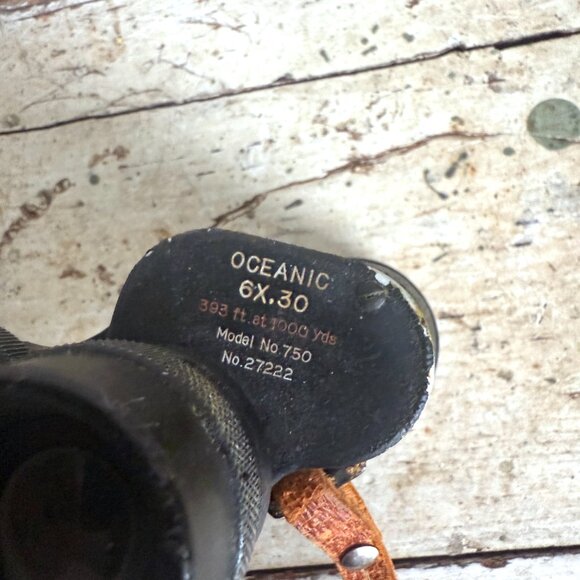 OCEANIC
6X.30
393 ft. at 1000 yds
Model No.750
No.27222